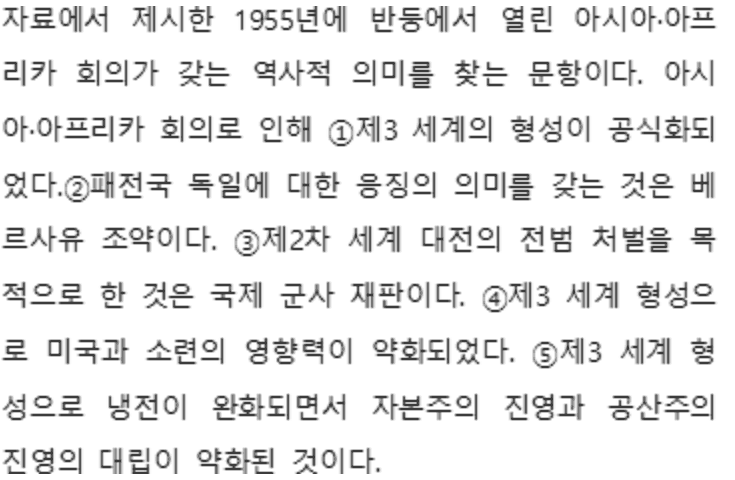 자료에서 제시한 1955년에 반둥에서 열린 아시아·아프
리카 회의가 갖는 역사적 의미를 찾는 문항이다. 아시
아·아프리카 회의로 인해 ①제3 세계의 형성이 공식화되
었다.②패전국 독일에 대한 응징의 의미를 갖는 것은 베
르사유 조약이다. ③제2차 세계 대전의 전범 처벌을 목
적으로 한 것은 국제 군사 재판이다. ④제3 세계 형성으
로 미국과 소련의 영향력이 약화되었다. ⑤제3 세계 형
성으로 냉전이 완화되면서 자본주의 진영과 공산주의
진영의 대립이 약화된 것이다.